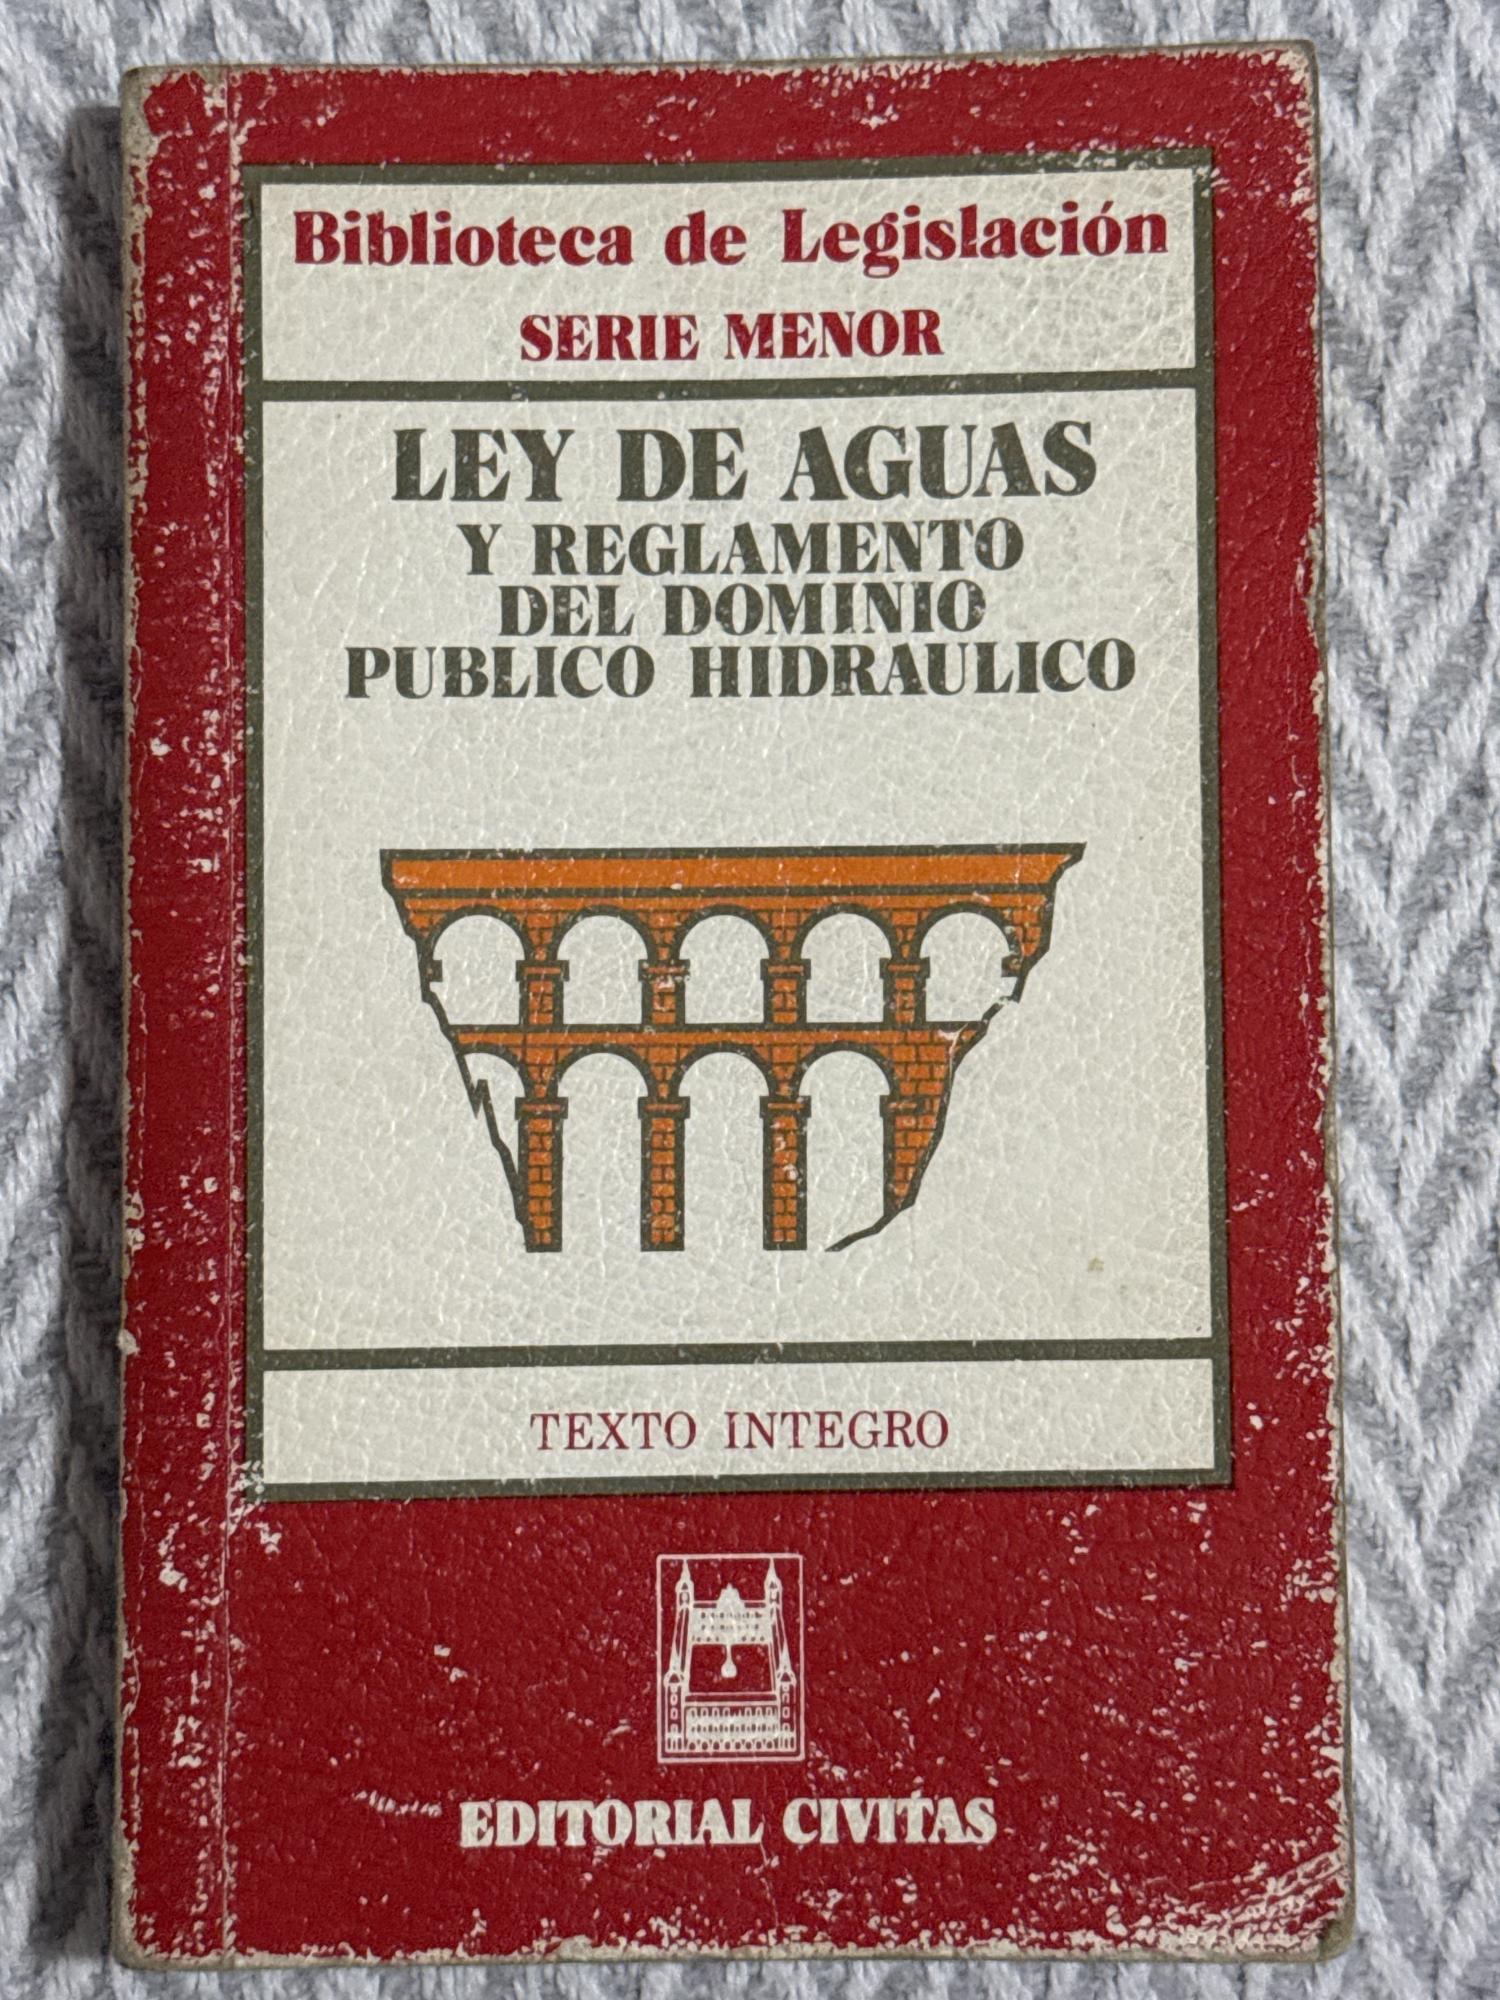 Biblioteca de Legislación
SERIE MENOR
LEY DE AGUAS
Y REGLAMENTO
DEL DOMINIO
PUBLICO HIDRAULICO
TEXTO INTEGRO
EDITORIAL CIVITAS